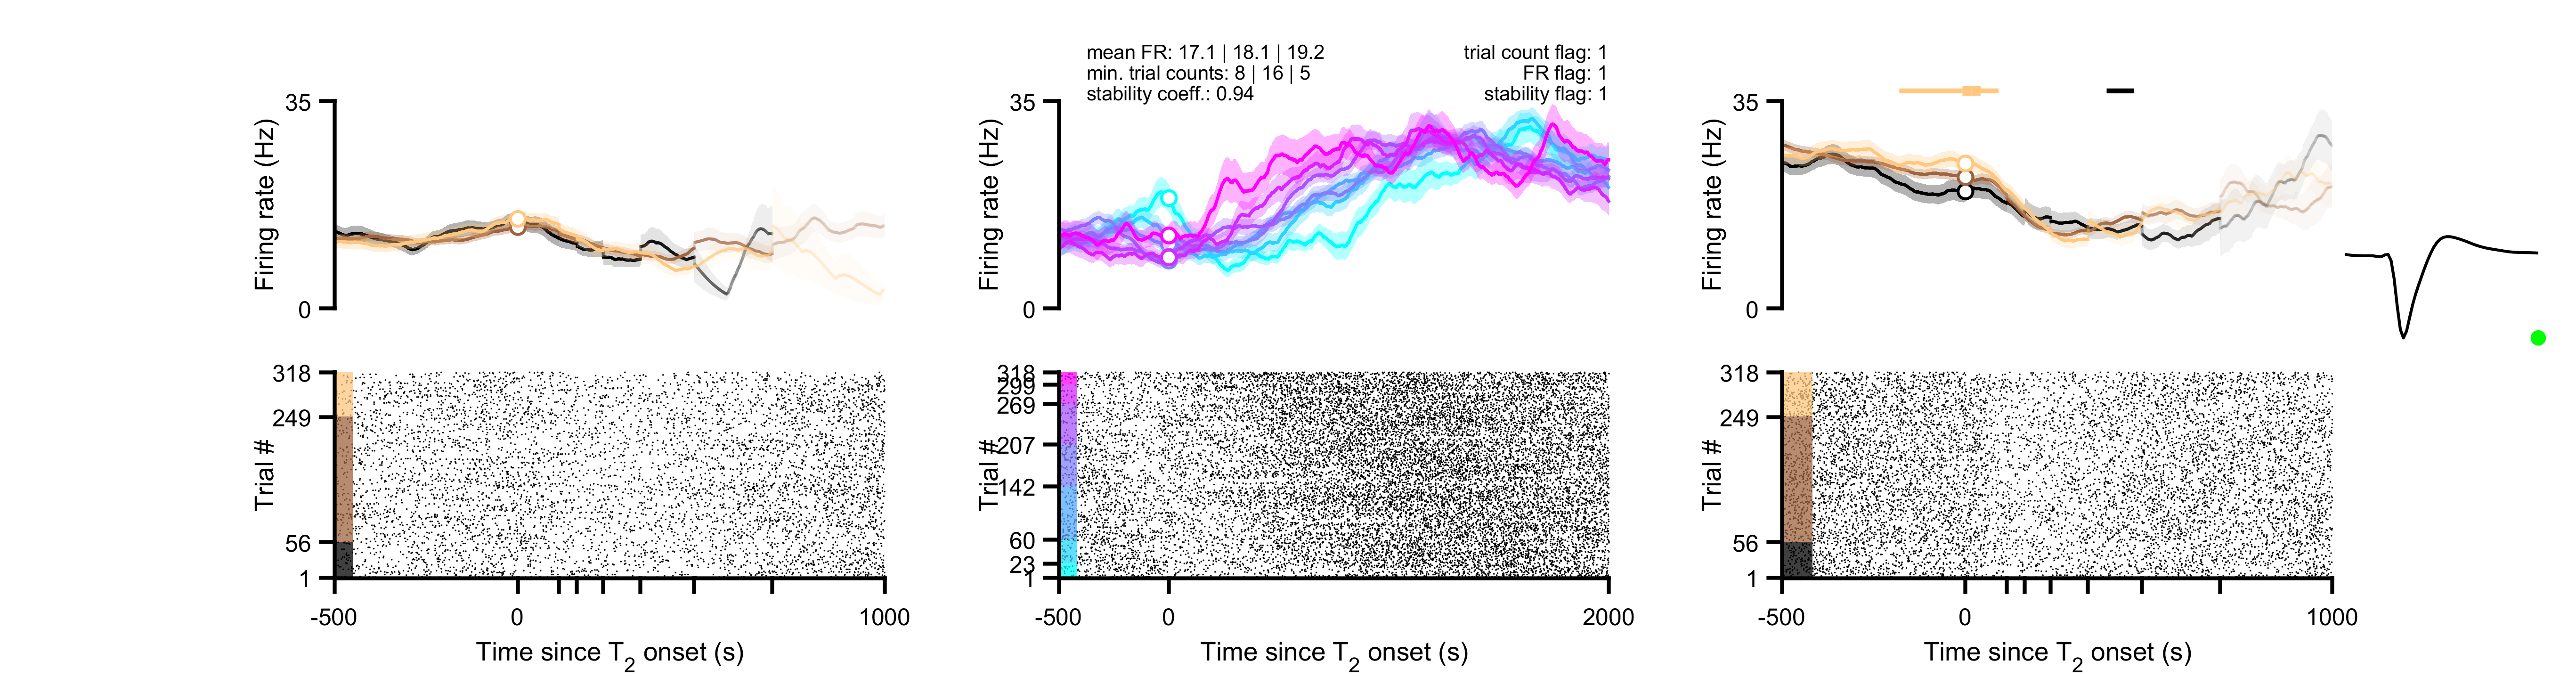 mean FR: 17.1 | 18.1 | 19.2
min. trial counts: 8 | 16 | 5
stability coeff.: 0.94
trial count flag: 1
FR flag: 1
stability flag: 1
35
0
Firing rate (Hz)
35
0
Firing rate (Hz)
35
0
Firing rate (Hz)
318
249
56
1
Trial #
-500
0
1000
Time since T2 onset (s)
318
299
269
207
142
60
23
1
Trial #
-500
0
2000
Time since T2 onset (s)
318
249
56
1
Trial #
-500
0
1000
Time since T2 onset (s)